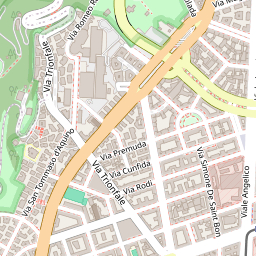 Via Romeo R
Via Trionfale
Via San Tommaso d'Aquino
Via Trionfale
Via Premuda
Via Cunfida
Via Rodi
Via Simone De Saint Bon
Viale Angelico